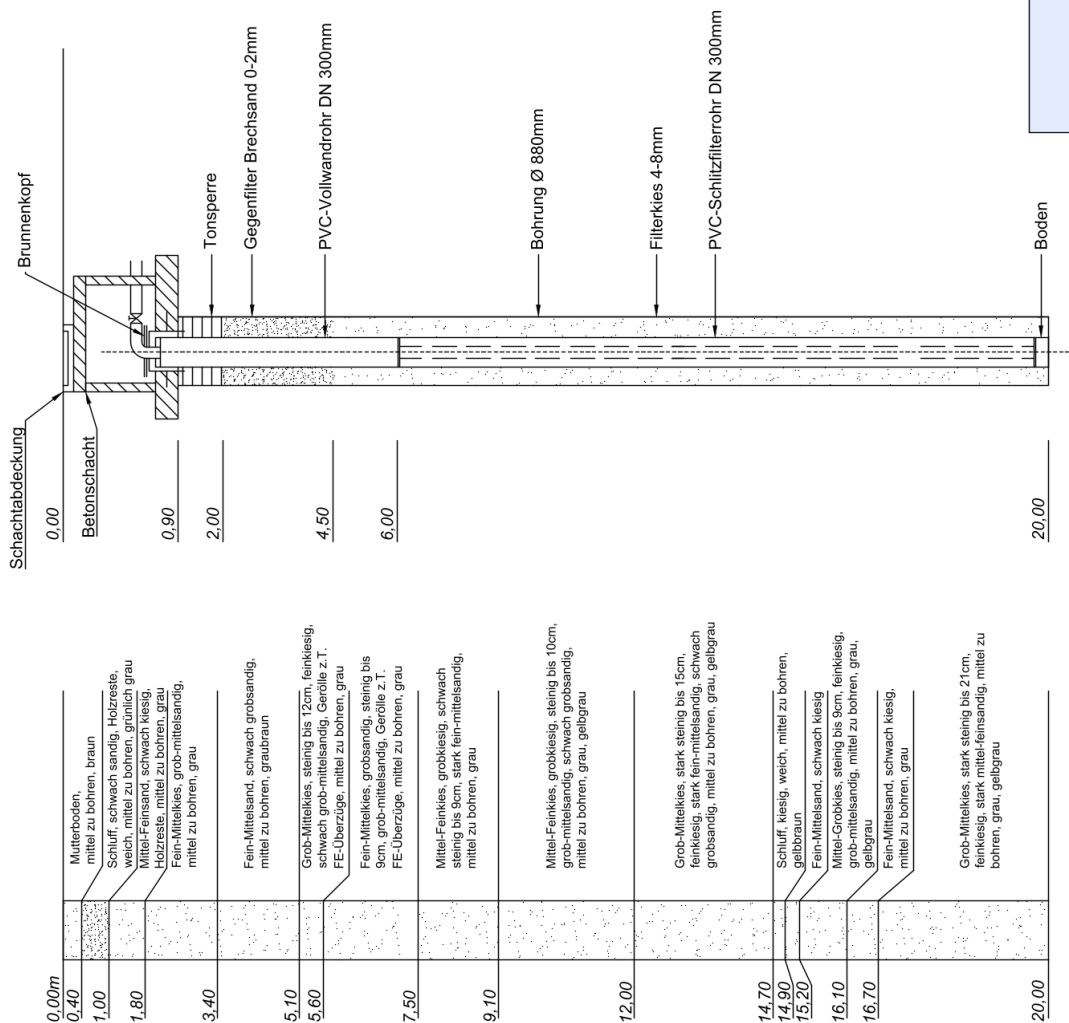 Schachtabdeckung
Brunnenkopf
0,00
Betonschacht
0,90
2,00
4,50
6,00
20,00
Tonsperre
Gegenfilter Brechsand 0-2mm
PVC-Vollwandrohr DN 300mm
Bohrung Ø 880mm
Filterkies 4-8mm
PVC-Schlitzfilterrohr DN 300mm
Boden
0,00m
0,40
1,00
1,80
3,40
5,10
5,60
7,50
9,10
12,00
14,70
14,90
15,20
16,10
16,70
20,00
Mutterboden,
mittel zu bohren, braun
Schluff, schwach sandig, Holzreste,
weich, mittel zu bohren, grünlich grau
Mittel-Feinsand, schwach kiesig,
Holzreste, mittel zu bohren, grau
Fein-Mittelkies, grob-mittelsandig,
mittel zu bohren, grau
Fein-Mittelsand, schwach grobsandig,
mittel zu bohren, graubraun
Grob-Mittelkies, steinig bis 12cm, feinkiesig,
schwach grob-mittelsandig, Gerölle z.T.
FE-Überzüge, mittel zu bohren, grau
Fein-Mittelkies, grobsandig, steinig bis
9cm, grob-mittelsandig, Gerölle z.T.
FE-Überzüge, mittel zu bohren, grau
Mittel-Feinkies, grobkiesig, schwach
steinig bis 9cm, stark fein-mittelsandig,
mittel zu bohren, grau
Mittel-Feinkies, grobkiesig, steinig bis 10cm,
grob-mittelsandig, schwach grobsandig,
mittel zu bohren, grau, gelbgrau
Grob-Mittelkies, stark steinig bis 15cm,
feinkiesig, stark fein-mittelsandig, schwach
grobsandig, mittel zu bohren, grau, gelbgrau
Schluff, kiesig, weich, mittel zu bohren,
gelbbraun
Fein-Mittelsand, schwach kiesig
Mittel-Grobkies, steinig bis 9cm, feinkiesig,
grob-mittelsandig, mittel zu bohren, grau,
gelbgrau
Fein-Mittelsand, schwach kiesig,
mittel zu bohren, grau
Grob-Mittelkies, stark steinig bis 21cm,
feinkiesig, stark mittel-feinsandig, mittel zu
bohren, grau, gelbgrau